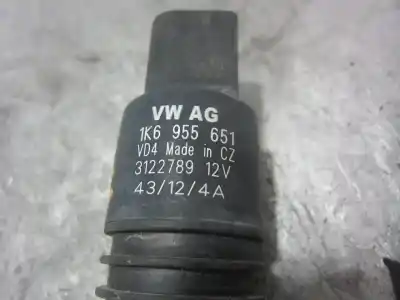 VW AG
1K6 955 651
VD4 Made in CZ
3122789 12V
43/12/4A